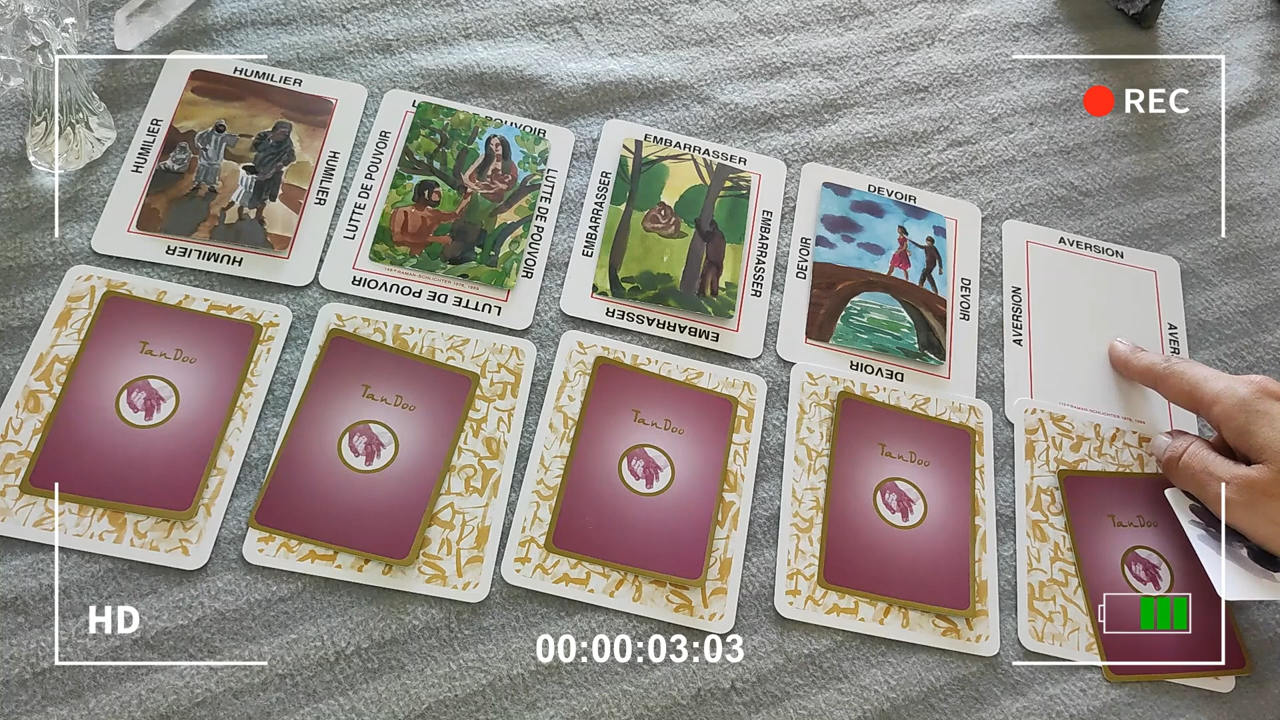 REC
HUMILIER
HUMILIER
HUMILIER
HUMILIER
POUVOIR
LUTTE DE POUVOIR
LUTTE DE POUVOIR
LUTTE DE POUVOIR
EMBARRASSER
EMBARRASSER
EMBARRASSER
EMBARRASSER
DEVOIR
DEVOIR
DEVOIR
DEVOIR
AVERSION
AVERSION
TanDoo
TanDoo
TanDoo
TanDoo
TanDoo
HD
00:00:03:03